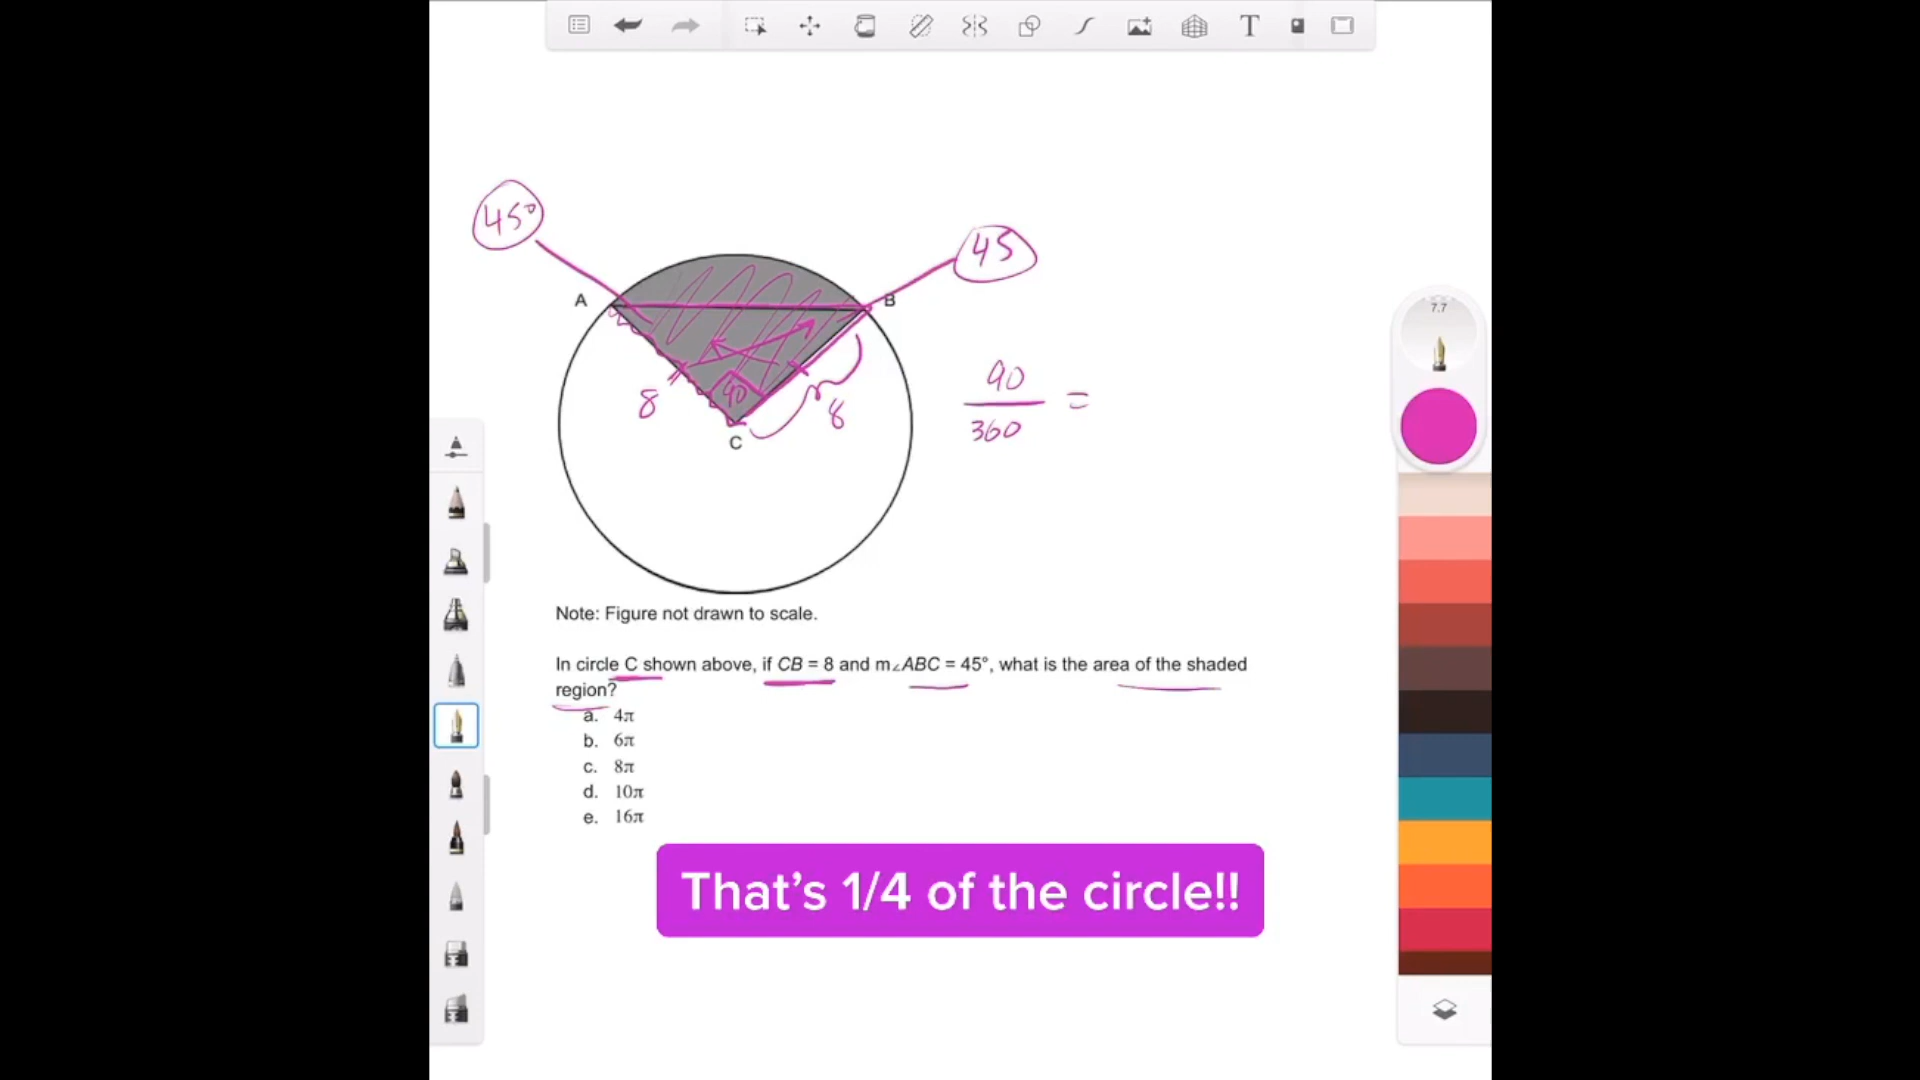 T
45°
45
A
B
7.7
90
8
90
8
360
=
C
Note: Figure not drawn to scale.
In circle C shown above, if CB = 8 and m∠ABC = 45°, what is the area of the shaded
region?
a. 4π
b. 6π
c. 8π
d. 10π
e. 16π
That's 1/4 of the circle!!